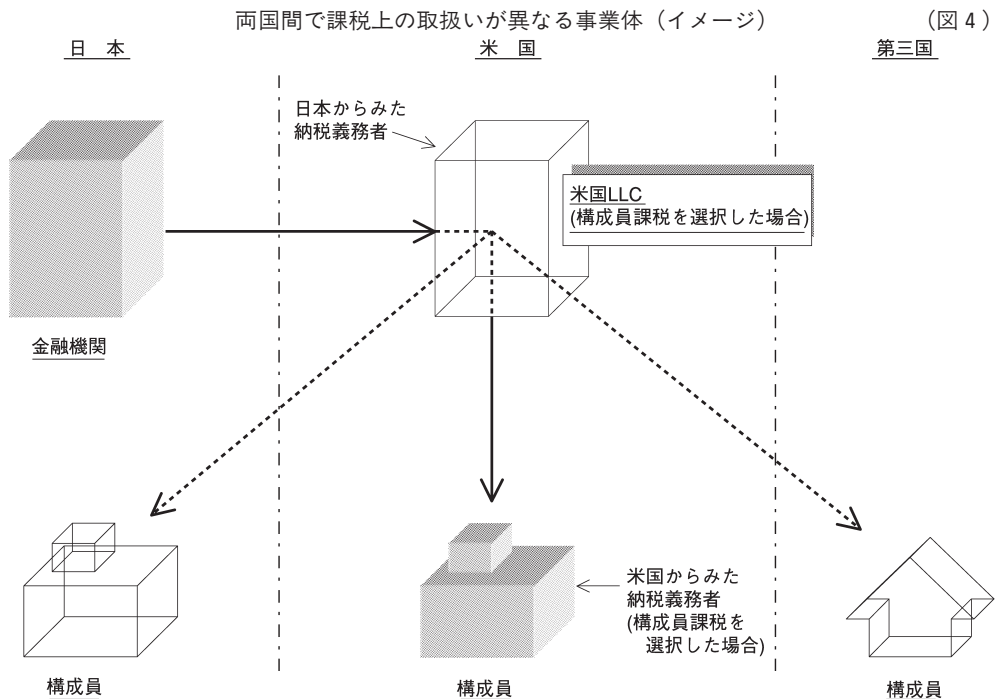 両国間で課税上の取扱いが異なる事業体（イメージ）
（図４）
日　本
米　国
第三国
日本からみた
納税義務者
米国LLC
(構成員課税を選択した場合)
金融機関
米国からみた
納税義務者
(構成員課税を
選択した場合)
構成員
構成員
構成員